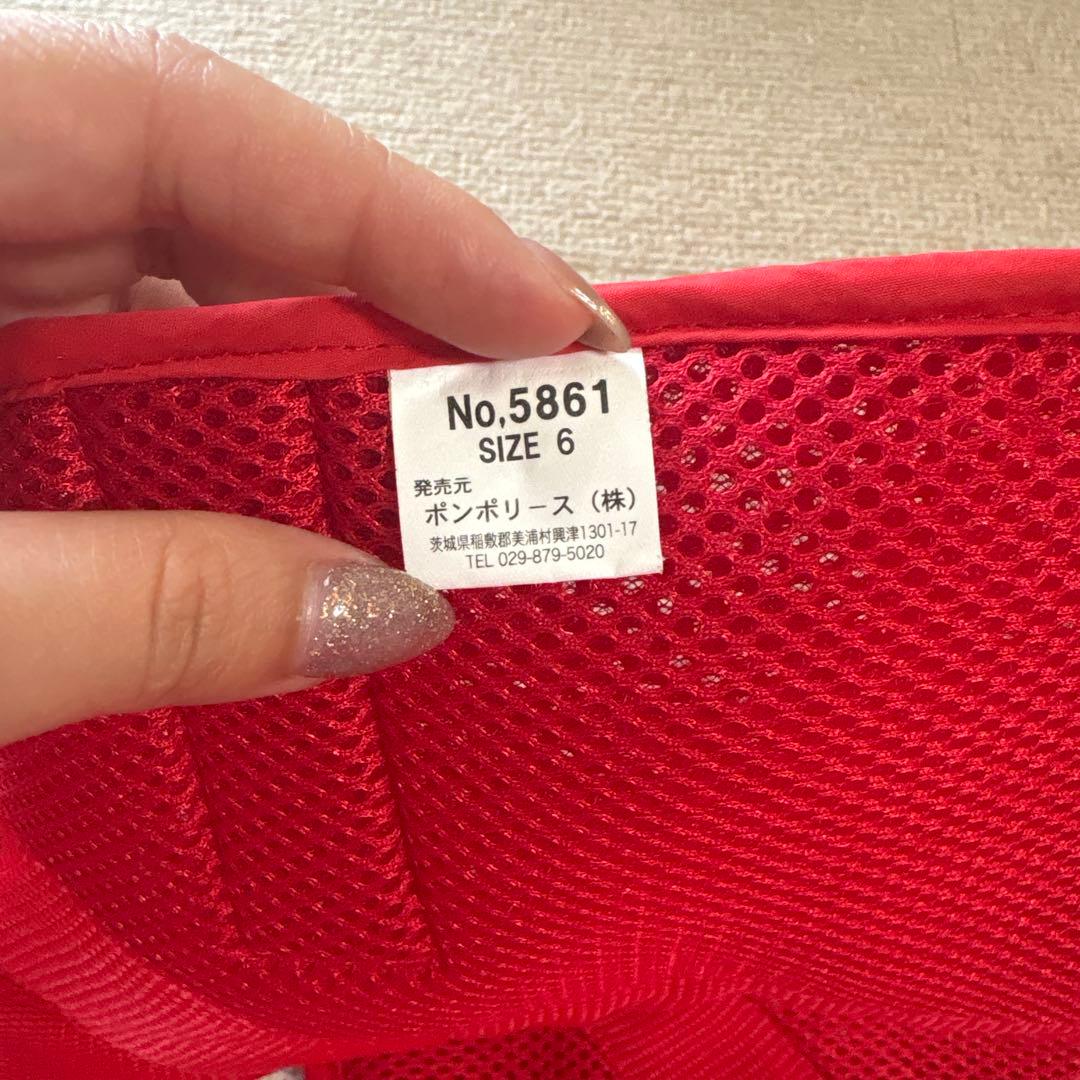 No,5861
SIZE 6
発売元
ポンポリース（株）
茨城県稲敷郡美浦村興津1301-17
TEL 029-879-5020